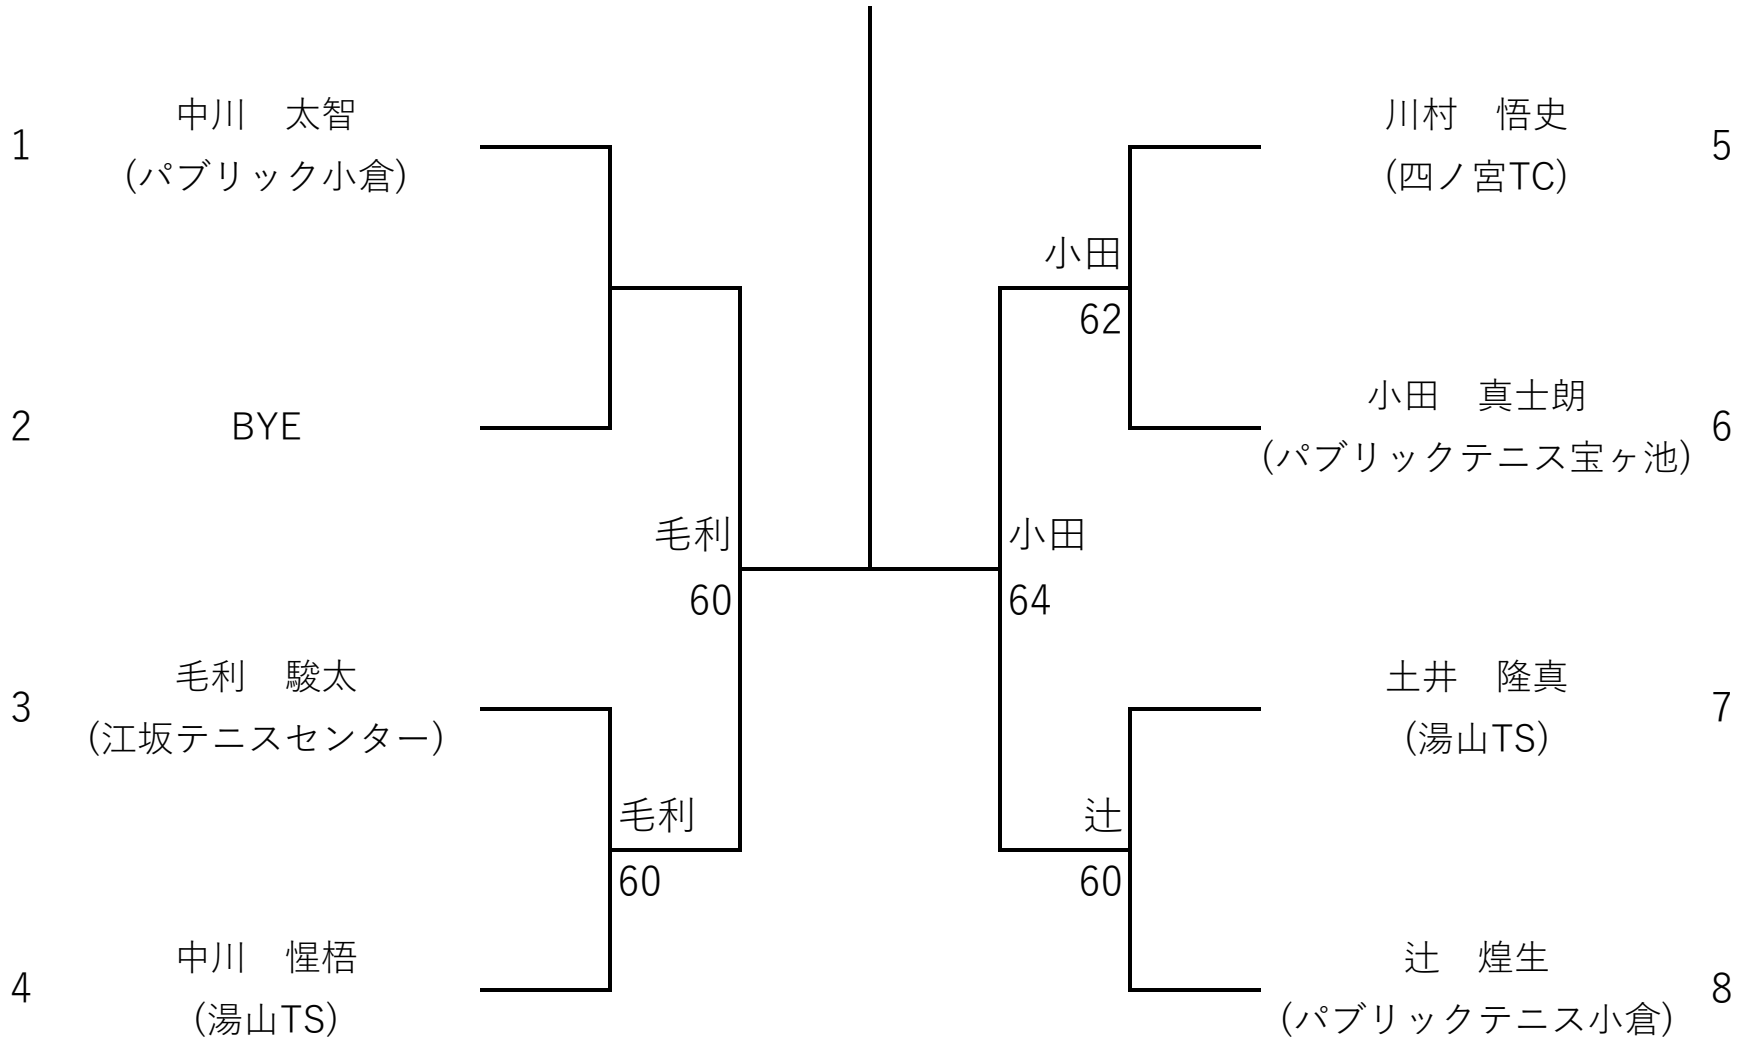 1
中川　太智
(パブリック小倉)
2
BYE
3
毛利　駿太
(江坂テニスセンター)
4
中川　惺梧
(湯山TS)
毛利
60
毛利
60
小田
62
小田
64
辻
60
川村　悟史
(四ノ宮TC)
5
小田　真士朗
(パブリックテニス宝ヶ池)
6
土井　隆真
(湯山TS)
7
辻　煌生
(パブリックテニス小倉)
8